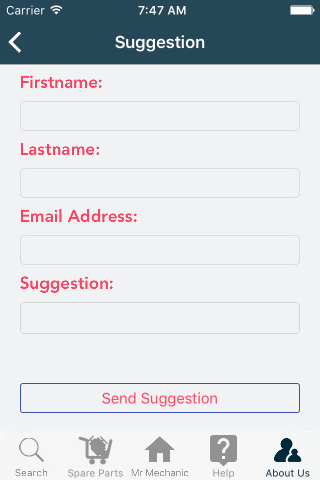 Carrier 7:47 AM
Suggestion
Firstname:
Lastname:
Email Address:
Suggestion:
Send Suggestion
Search Spare Parts Mr Mechanic Help About Us